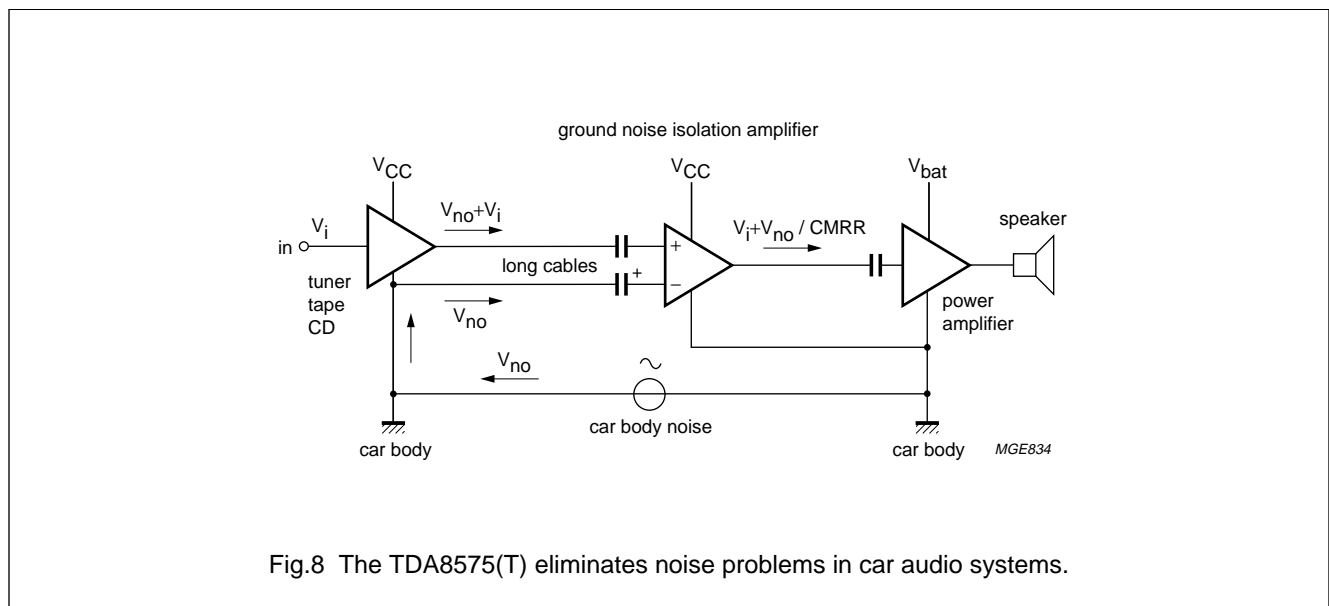 ground noise isolation amplifier
VCC
VCC
Vbat
speaker
Vno+Vi
Vi+Vno / CMRR
Vi
in
+
long cables
+
−
tuner
tape
CD
Vno
power
amplifier
Vno
∼
car body noise
car body
car body
MGE834
Fig.8 The TDA8575(T) eliminates noise problems in car audio systems.